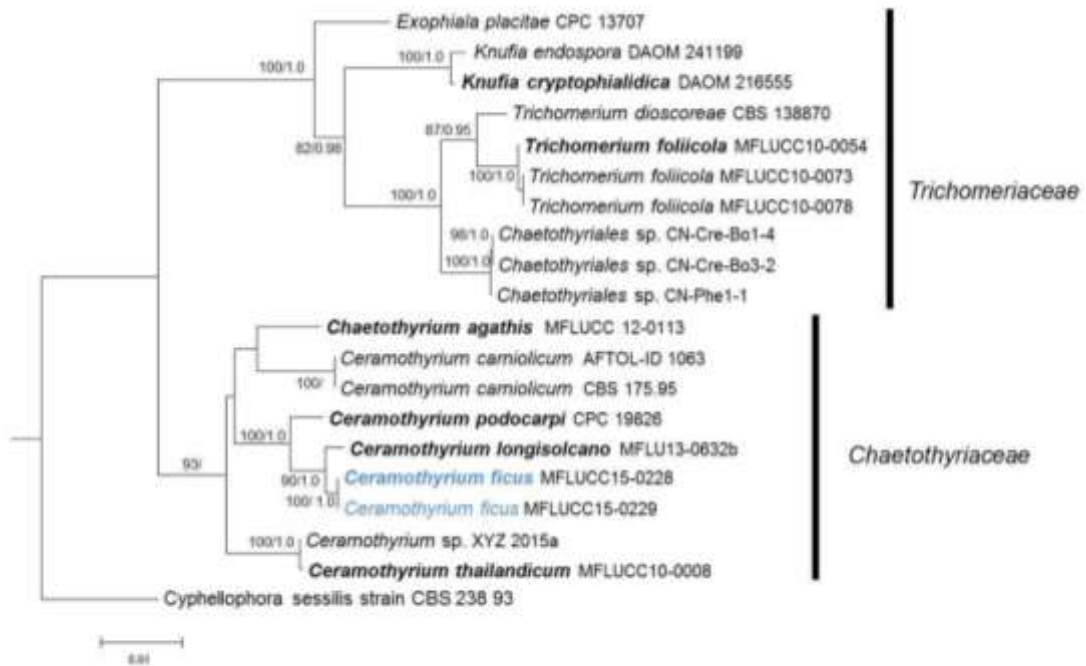 Exophiala placitae CPC 13707
100/1.0
Knufia endospora DAOM 241199
100/1.0
Knufia cryptophialidica DAOM 216555
Trichomerium dioscoreae CBS 138870
87/0.95
82/0.98
Trichomerium foliicola MFLUCC10-0054
100/1.0
Trichomerium foliicola MFLUCC10-0073
100/1.0
Trichomerium foliicola MFLUCC10-0078
Trichomeriaceae
98/1.0
Chaetothyriales sp. CN-Cre-Bo1-4
100/1.0
Chaetothyriales sp. CN-Cre-Bo3-2
Chaetothyriales sp. CN-Phe1-1
Chaetothyrium agathis MFLUCC 12-0113
Ceramothyrium carniolicum AFTOL-ID 1063
100/
Ceramothyrium carniolicum CBS 175.95
Ceramothyrium podocarpi CPC 19826
100/1.0
Ceramothyrium longisolcano MFLU13-0632b
Chaetothyriaceae
93/
90/1.0
Ceramothyrium ficus MFLUCC15-0228
100/ 1.0
Ceramothyrium ficus MFLUCC15-0229
100/1.0
Ceramothyrium sp. XYZ 2015a
Ceramothyrium thailandicum MFLUCC10-0008
Cyphellophora sessilis strain CBS 238 93